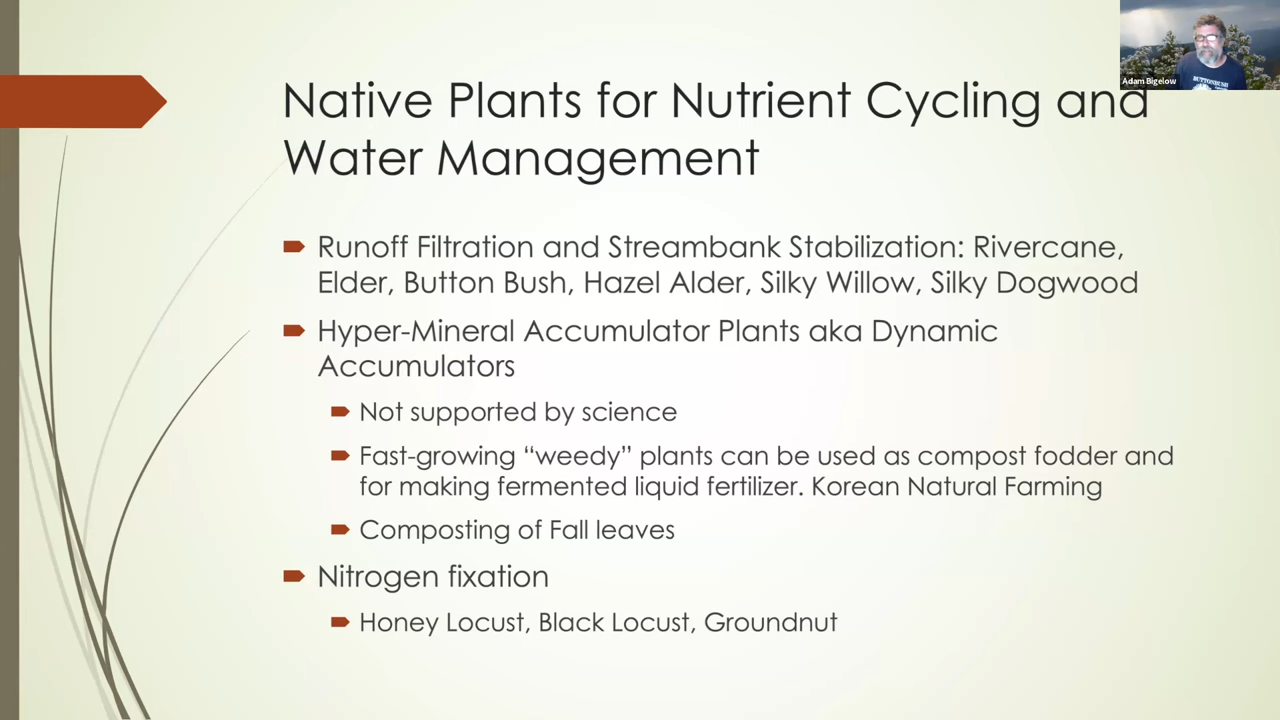 Adam Bigelow
BUTTONBUSH
Native Plants for Nutrient Cycling and
Water Management
Runoff Filtration and Streambank Stabilization: Rivercane,
Elder, Button Bush, Hazel Alder, Silky Willow, Silky Dogwood
Hyper-Mineral Accumulator Plants aka Dynamic
Accumulators
Not supported by science
Fast-growing “weedy” plants can be used as compost fodder and
for making fermented liquid fertilizer. Korean Natural Farming
Composting of Fall leaves
Nitrogen fixation
Honey Locust, Black Locust, Groundnut